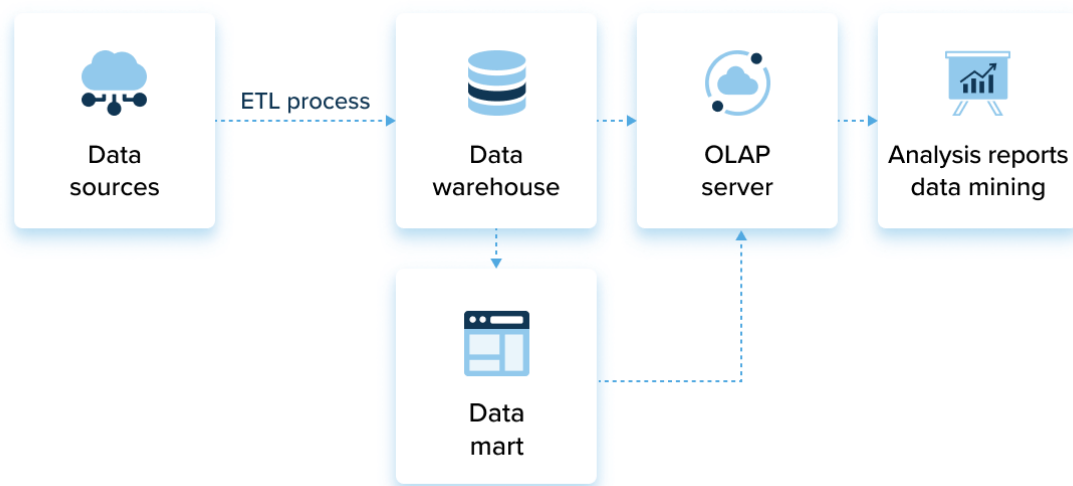 Data
sources
ETL process
Data
warehouse
OLAP
server
Analysis reports
data mining
Data
mart